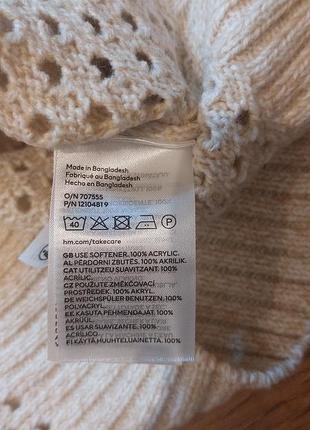 Made in Bangladesh
Fabriqué au Bangladesh
Hecho en Bangladesh
O/N 707555
P/N 12104819
40 P
hm.com/takecare
GB USE SOFTENER. 100% ACRYLIC.
AL PËRDORNI ZBUTËS. 100% AKRILIK.
CAT UTILITZEU SUAVITZANT. 100%
ACRÍLIC.
CZ POUŽIJTE ZMĚKČOVACÍ
PROSTŘEDEK. 100% AKRYL.
DE WEICHSPÜLER BENUTZEN. 100%
POLYACRYL.
EE KASUTA PEHMENDAJAT. 100%
AKRÜÜL.
ES USAR SUAVIZANTE. 100%
ACRÍLICO.
FI KÄYTÄ HUUHTELUAINETTA. 100%